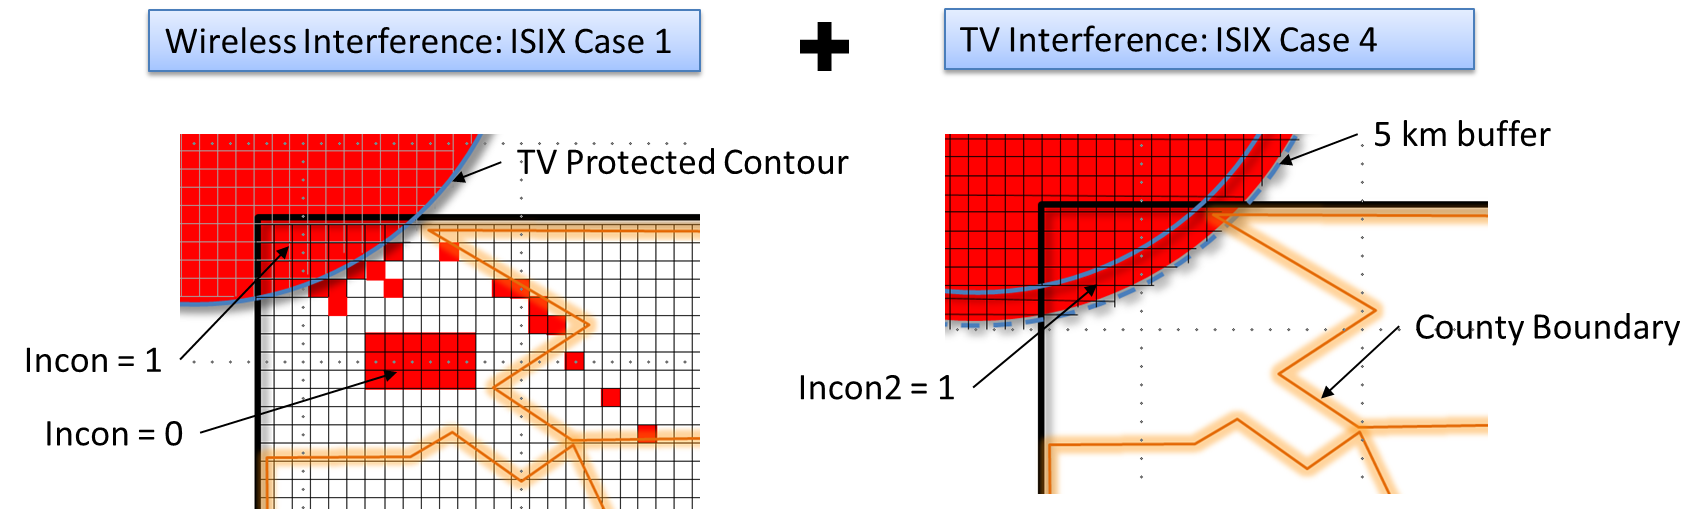 Wireless Interference: ISIX Case 1
TV Interference: ISIX Case 4
TV Protected Contour
Incon = 1
Incon = 0
5 km buffer
County Boundary
Incon2 = 1